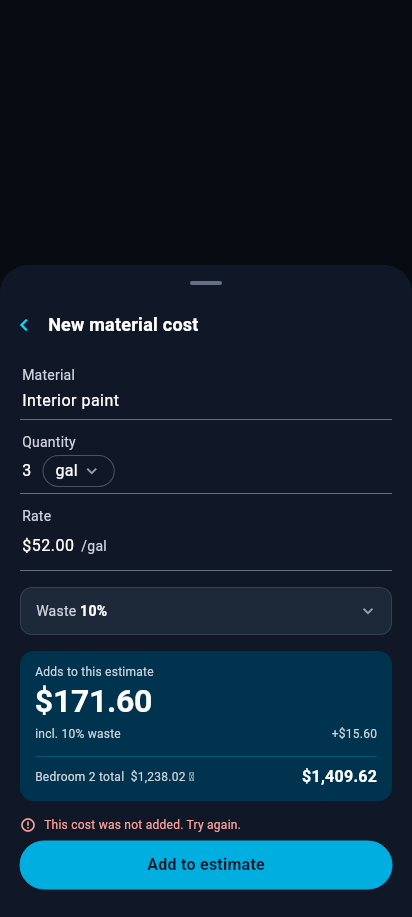 New material cost
Material
Interior paint
Quantity
3 gal
Rate
$52.00 /gal
Waste 10%
Adds to this estimate
$171.60
incl. 10% waste +$15.60
Bedroom 2 total $1,238.02 $1,409.62
This cost was not added. Try again.
Add to estimate